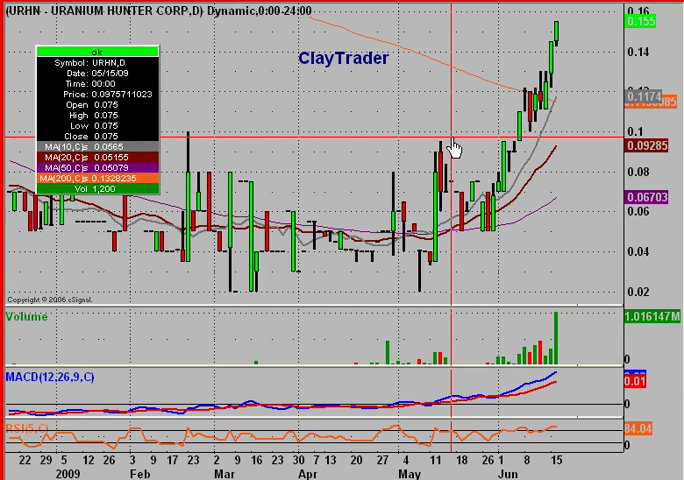 (URHN - URANIUM HUNTER CORP,D) Dynamic,0:00-24:00
0.16
0.155
0.14
ClayTrader
ok
Symbol: URHN,D
Date: 05/15/09
Time: 00:00
Price: 0.0975711023
Open 0.075
High 0.075
Low 0.075
Close 0.075
MA(10,C)s 0.0565
MA(20,C)s 0.05155
MA(50,C)s 0.05079
MA(200,C)s 0.1328235
Vol 1,200
0.1174
0.1
0.09285
0.08
0.06703
0.06
0.04
0.02
Copyright © 2006 eSignal.
Volume
1.016147M
0
MACD(12,26,9,C)
0.01
0
RSI(5,C)
84.04
0
22 29 5 12 26 3 9 17 23 2 9 16 23 30 7 13 20 27 4 11 18 26 1 8 15
2009 Feb Mar Apr May Jun